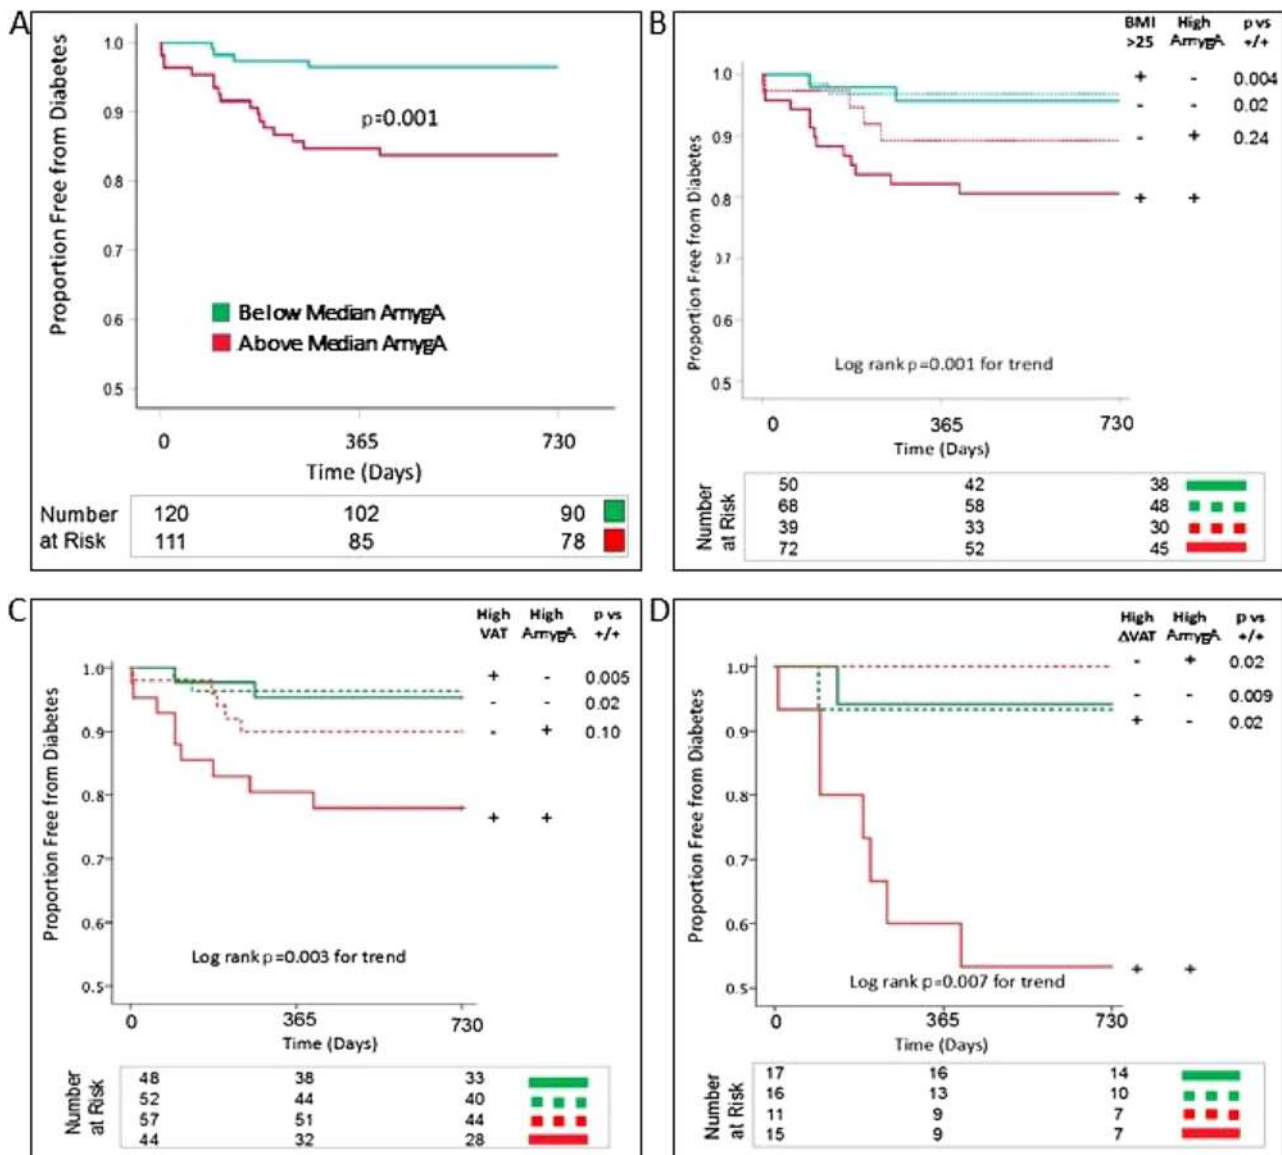 A
Proportion Free from Diabetes
1.0
0.9
0.8
0.7
0.6
0.5
p=0.001
Below Median AmygA
Above Median AmygA
0 365 730
Time (Days)
Number at Risk
120 102 90
111 85 78
B
BMI >25 High AmygA p vs +/+
+ - 0.004
- - 0.02
- + 0.24
+ +
Proportion Free from Diabetes
1.0
0.9
0.8
0.7
0.6
0.5
Log rank p=0.001 for trend
0 365 730
Time (Days)
Number at Risk
50 42 38
68 58 48
39 33 30
72 52 45
C
High VAT High AmygA p vs +/+
+ - 0.005
- - 0.02
- + 0.10
+ +
Proportion Free from Diabetes
1.0
0.9
0.8
0.7
0.6
0.5
Log rank p=0.003 for trend
0 365 730
Time (Days)
Number at Risk
48 38 33
52 44 40
57 51 44
44 32 28
D
High ΔVAT High AmygA p vs +/+
- + 0.02
- - 0.009
+ - 0.02
+ +
Proportion Free from Diabetes
1.0
0.9
0.8
0.7
0.6
0.5
Log rank p=0.007 for trend
0 365 730
Time (Days)
Number at Risk
17 16 14
16 13 10
11 9 7
15 9 7